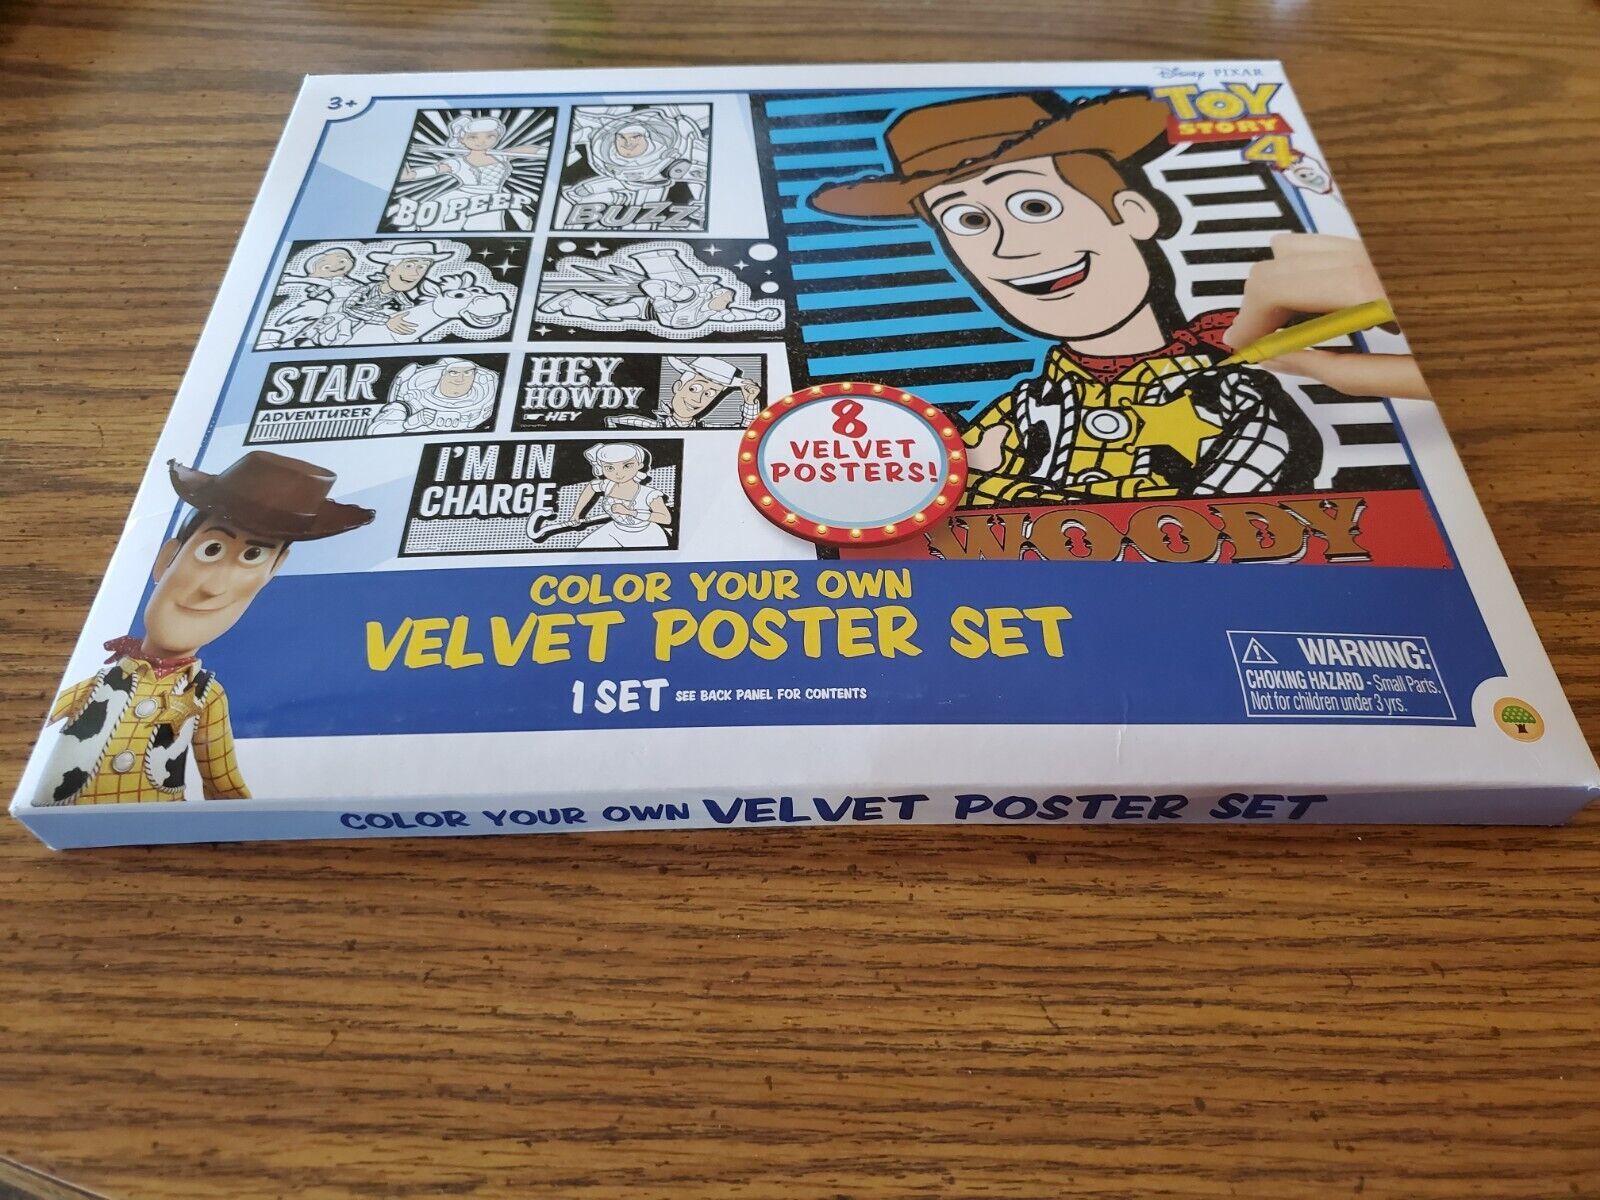 3+
Disney PIXAR
TOY
STORY
4
BO PEEP
BUZZ
STAR
ADVENTURER
HEY
HOWDY
HEY
I'M IN
CHARGE
8
VELVET
POSTERS!
WOODY
COLOR YOUR OWN
VELVET POSTER SET
1 SET SEE BACK PANEL FOR CONTENTS
WARNING:
CHOKING HAZARD - Small Parts.
Not for children under 3 yrs.
COLOR YOUR OWN VELVET POSTER SET